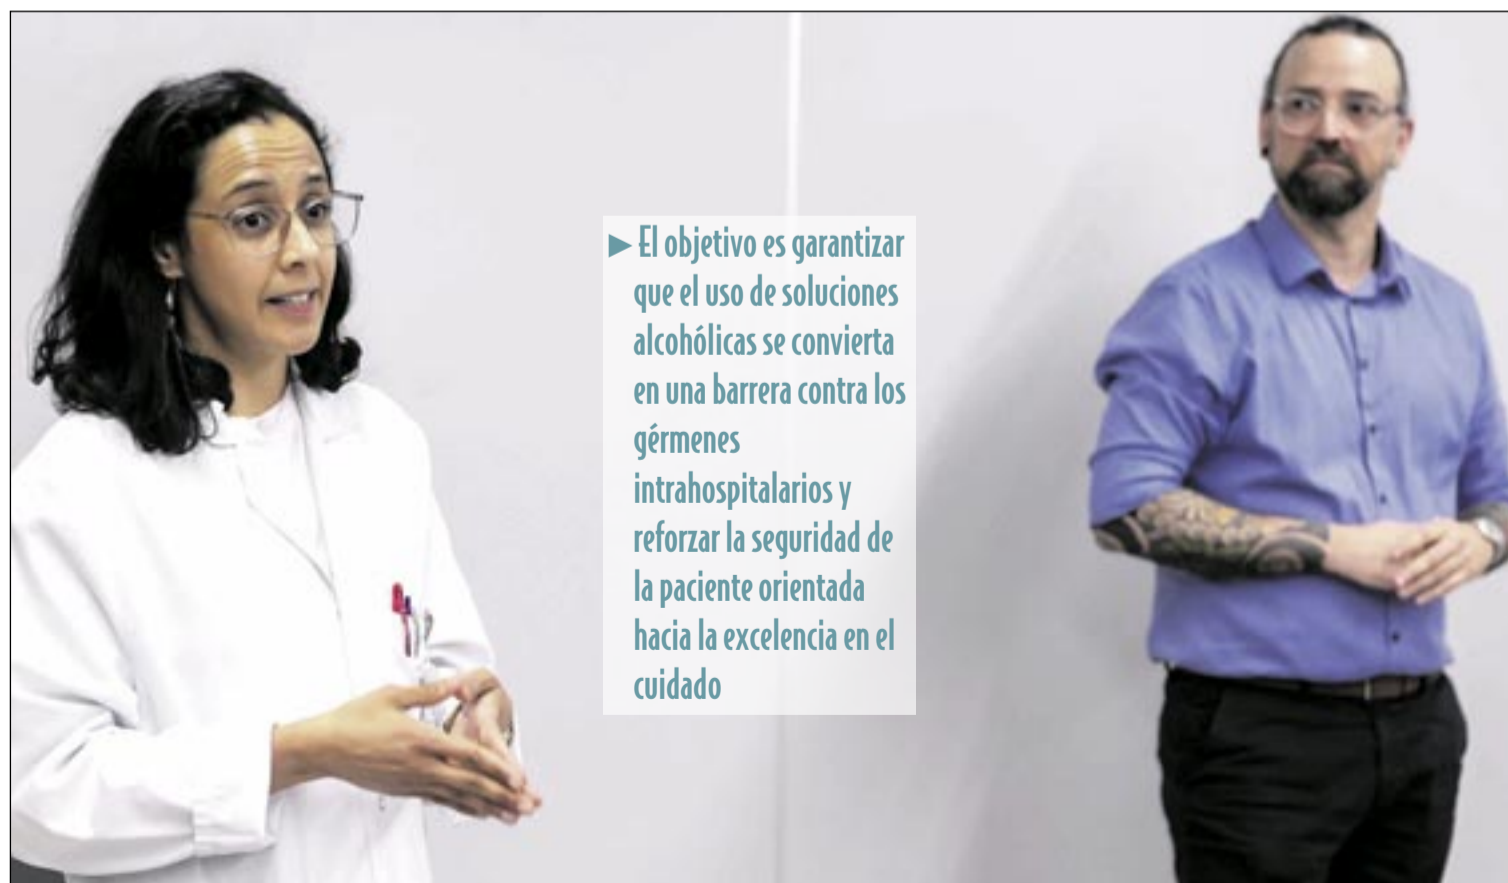 ►El objetivo es garantizar
que el uso de soluciones
alcohólicas se convierta
en una barrera contra los
gérmenes
intrahospitalarios y
reforzar la seguridad de
la paciente orientada
hacia la excelencia en el
cuidado